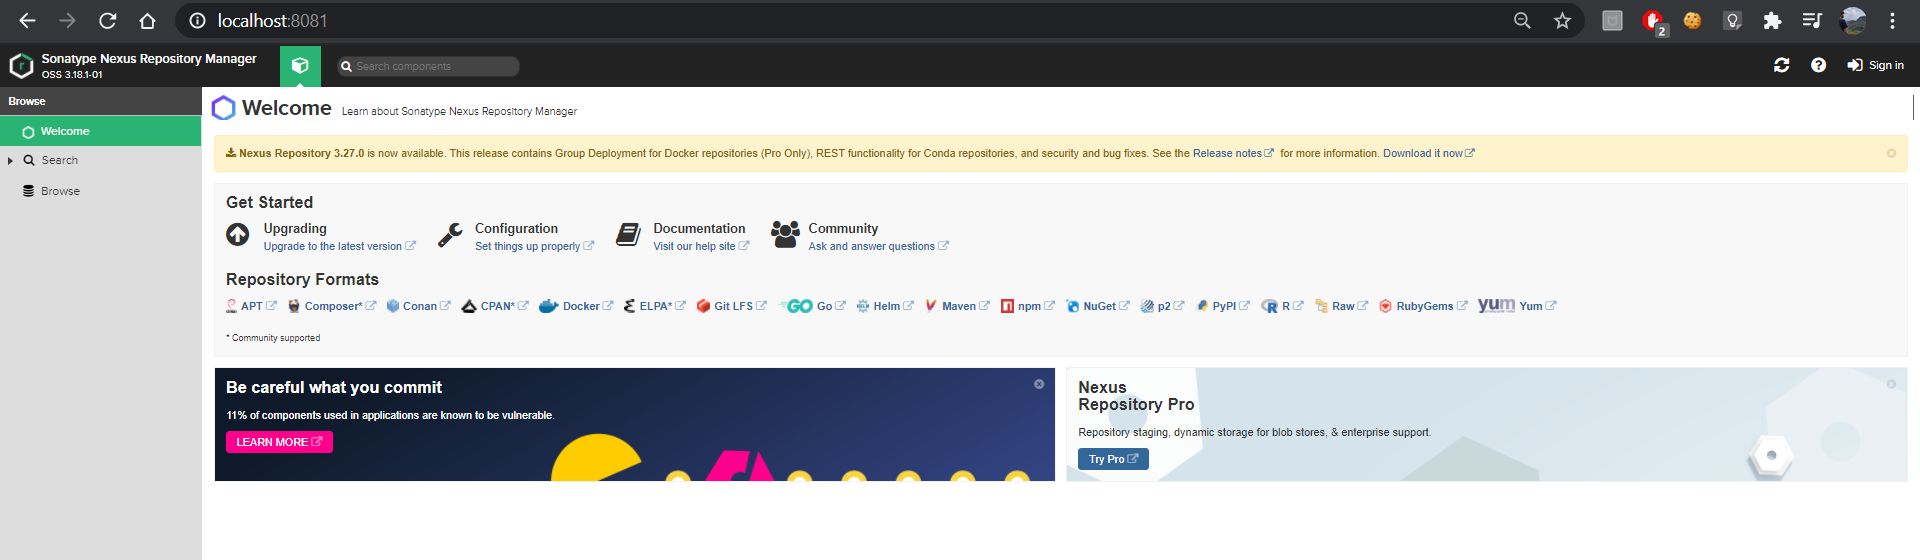 localhost:8081
2
Sonatype Nexus Repository Manager
OSS 3.18.1-01
Search components
Sign in
Browse
Welcome
Search
Browse
Welcome Learn about Sonatype Nexus Repository Manager
Nexus Repository 3.27.0 is now available. This release contains Group Deployment for Docker repositories (Pro Only), REST functionality for Conda repositories, and security and bug fixes. See the Release notes for more information. Download it now
Get Started
Upgrading
Upgrade to the latest version
Configuration
Set things up properly
Documentation
Visit our help site
Community
Ask and answer questions
Repository Formats
APT Composer* Conan CPAN* Docker ELPA* Git LFS GO Go Helm Maven npm NuGet p2 PyPI R Raw RubyGems yum Yum
* Community supported
Be careful what you commit
11% of components used in applications are known to be vulnerable.
LEARN MORE
Nexus
Repository Pro
Repository staging, dynamic storage for blob stores, & enterprise support.
Try Pro